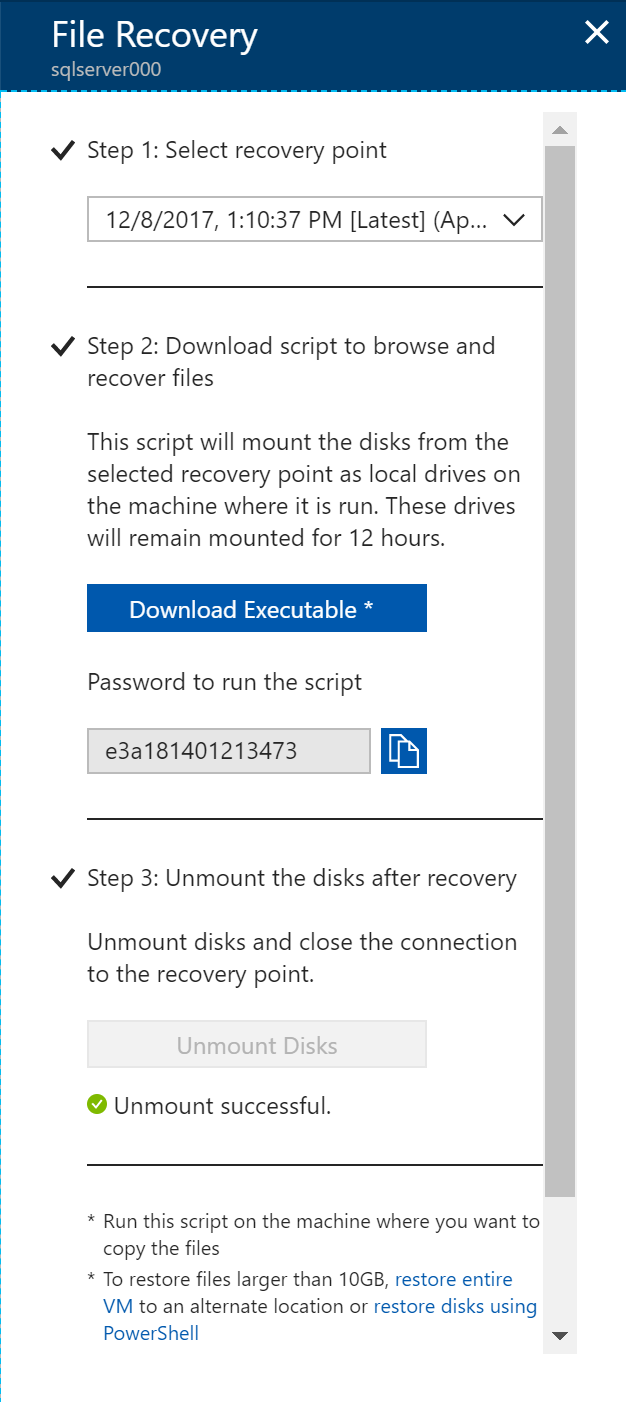 File Recovery
sqlserver000
Step 1: Select recovery point
12/8/2017, 1:10:37 PM [Latest] (Ap...
Step 2: Download script to browse and
recover files
This script will mount the disks from the
selected recovery point as local drives on
the machine where it is run. These drives
will remain mounted for 12 hours.
Download Executable *
Password to run the script
e3a181401213473
Step 3: Unmount the disks after recovery
Unmount disks and close the connection
to the recovery point.
Unmount Disks
Unmount successful.
* Run this script on the machine where you want to
copy the files
* To restore files larger than 10GB, restore entire
VM to an alternate location or restore disks using
PowerShell